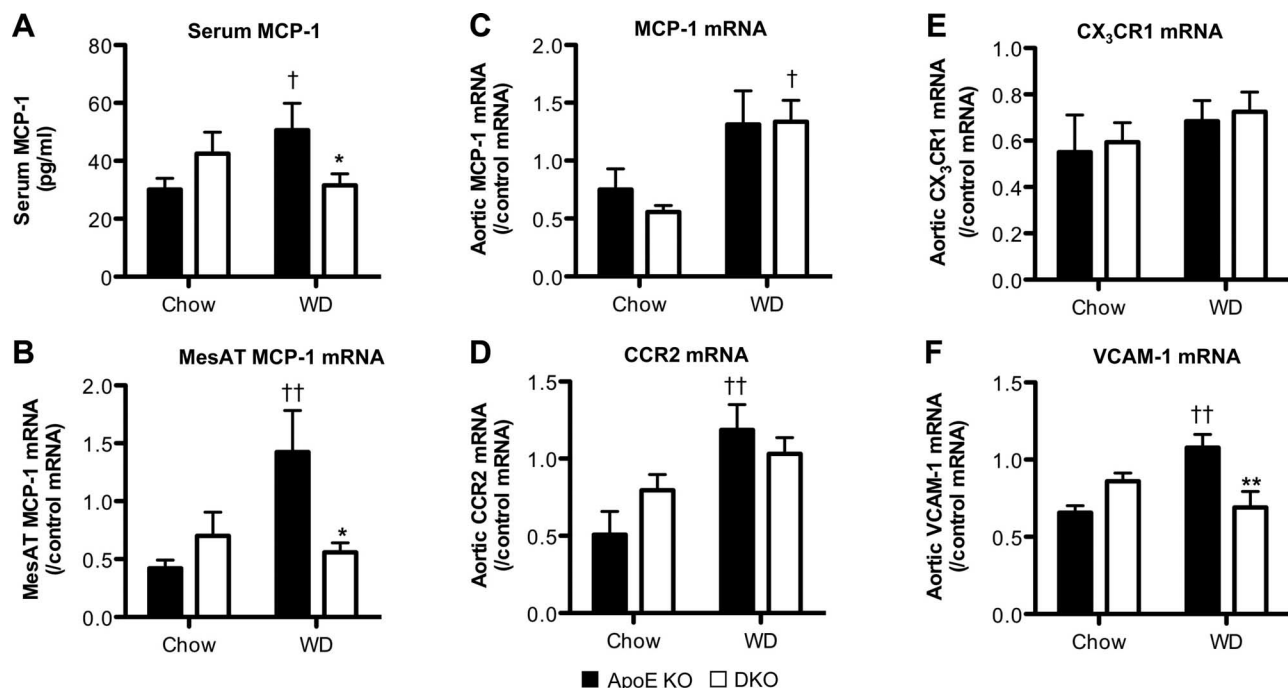 A
Serum MCP-1
Serum MCP-1
(pg/ml)
80
60
40
20
0
†
*
Chow
WD
B
MesAT MCP-1 mRNA
MesAT MCP-1 mRNA
(/control mRNA)
2.0
1.5
1.0
0.5
0.0
††
*
Chow
WD
C
MCP-1 mRNA
Aortic MCP-1 mRNA
(/control mRNA)
2.0
1.5
1.0
0.5
0.0
†
Chow
WD
D
CCR2 mRNA
Aortic CCR2 mRNA
(/control mRNA)
1.5
1.0
0.5
0.0
††
Chow
WD
E
CX₃CR1 mRNA
Aortic CX₃CR1 mRNA
(/control mRNA)
1.0
0.8
0.6
0.4
0.2
0.0
Chow
WD
F
VCAM-1 mRNA
Aortic VCAM-1 mRNA
(/control mRNA)
1.5
1.0
0.5
0.0
††
**
Chow
WD
ApoE KO DKO